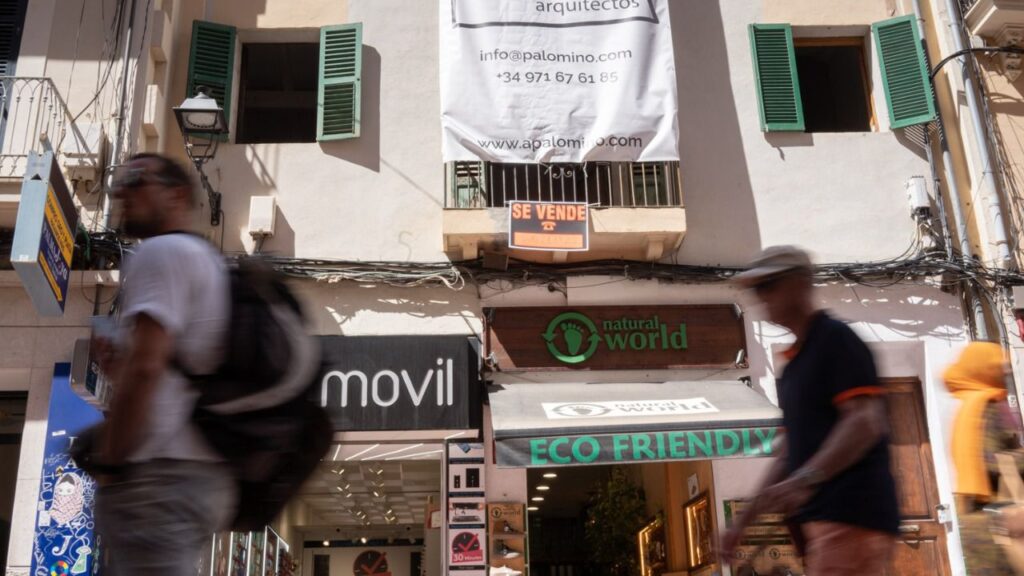 arquitectos
info@palomino.com
+34 971 67 61 85
www.apalomino.com
SE VENDE
natural
world
movil
natural
world
ECO FRIENDLY
30